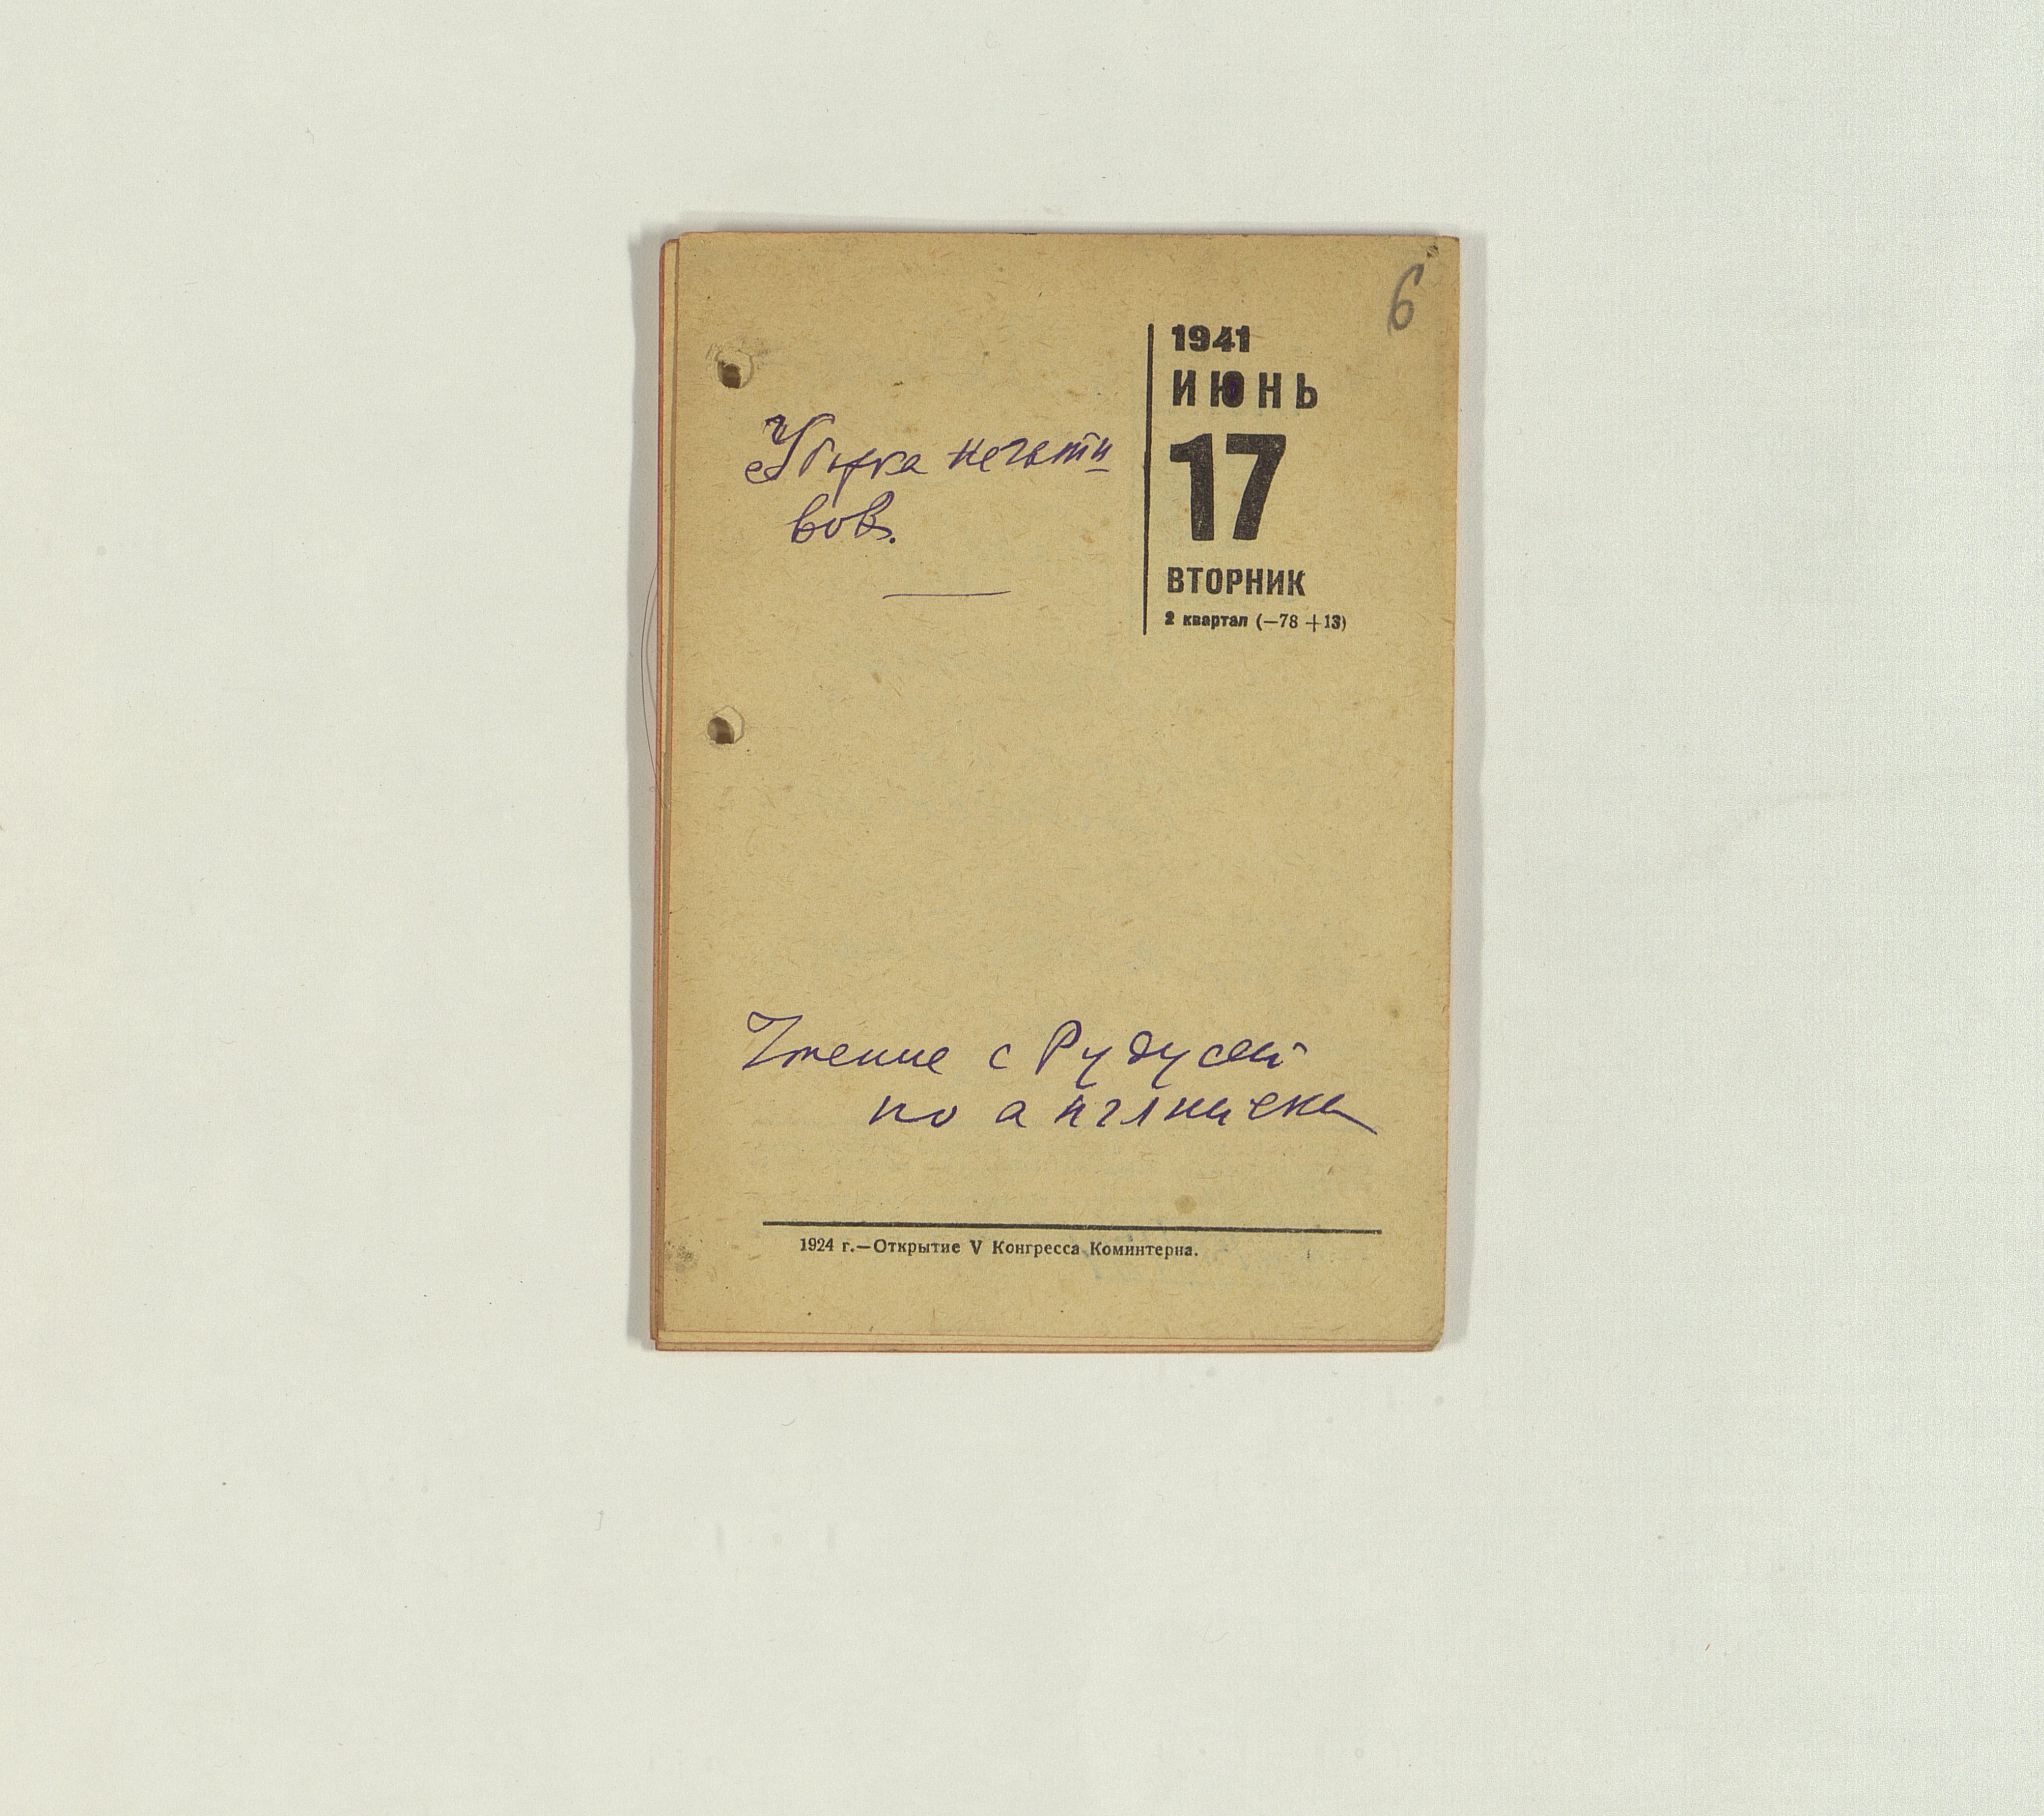 6
1941
ИЮНЬ
17
ВТОРНИК
2 квартал (—78 +13)
Уборка негати
вов.
Чтение с Рудусей
по английски
1924 г.—Открытие V Конгресса Коминтерна.